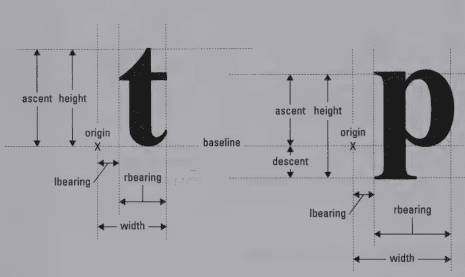 t
ascent height
origin
X
lbearing
rbearing
width
baseline
p
ascent
height
origin
X
descent
lbearing
rbearing
width